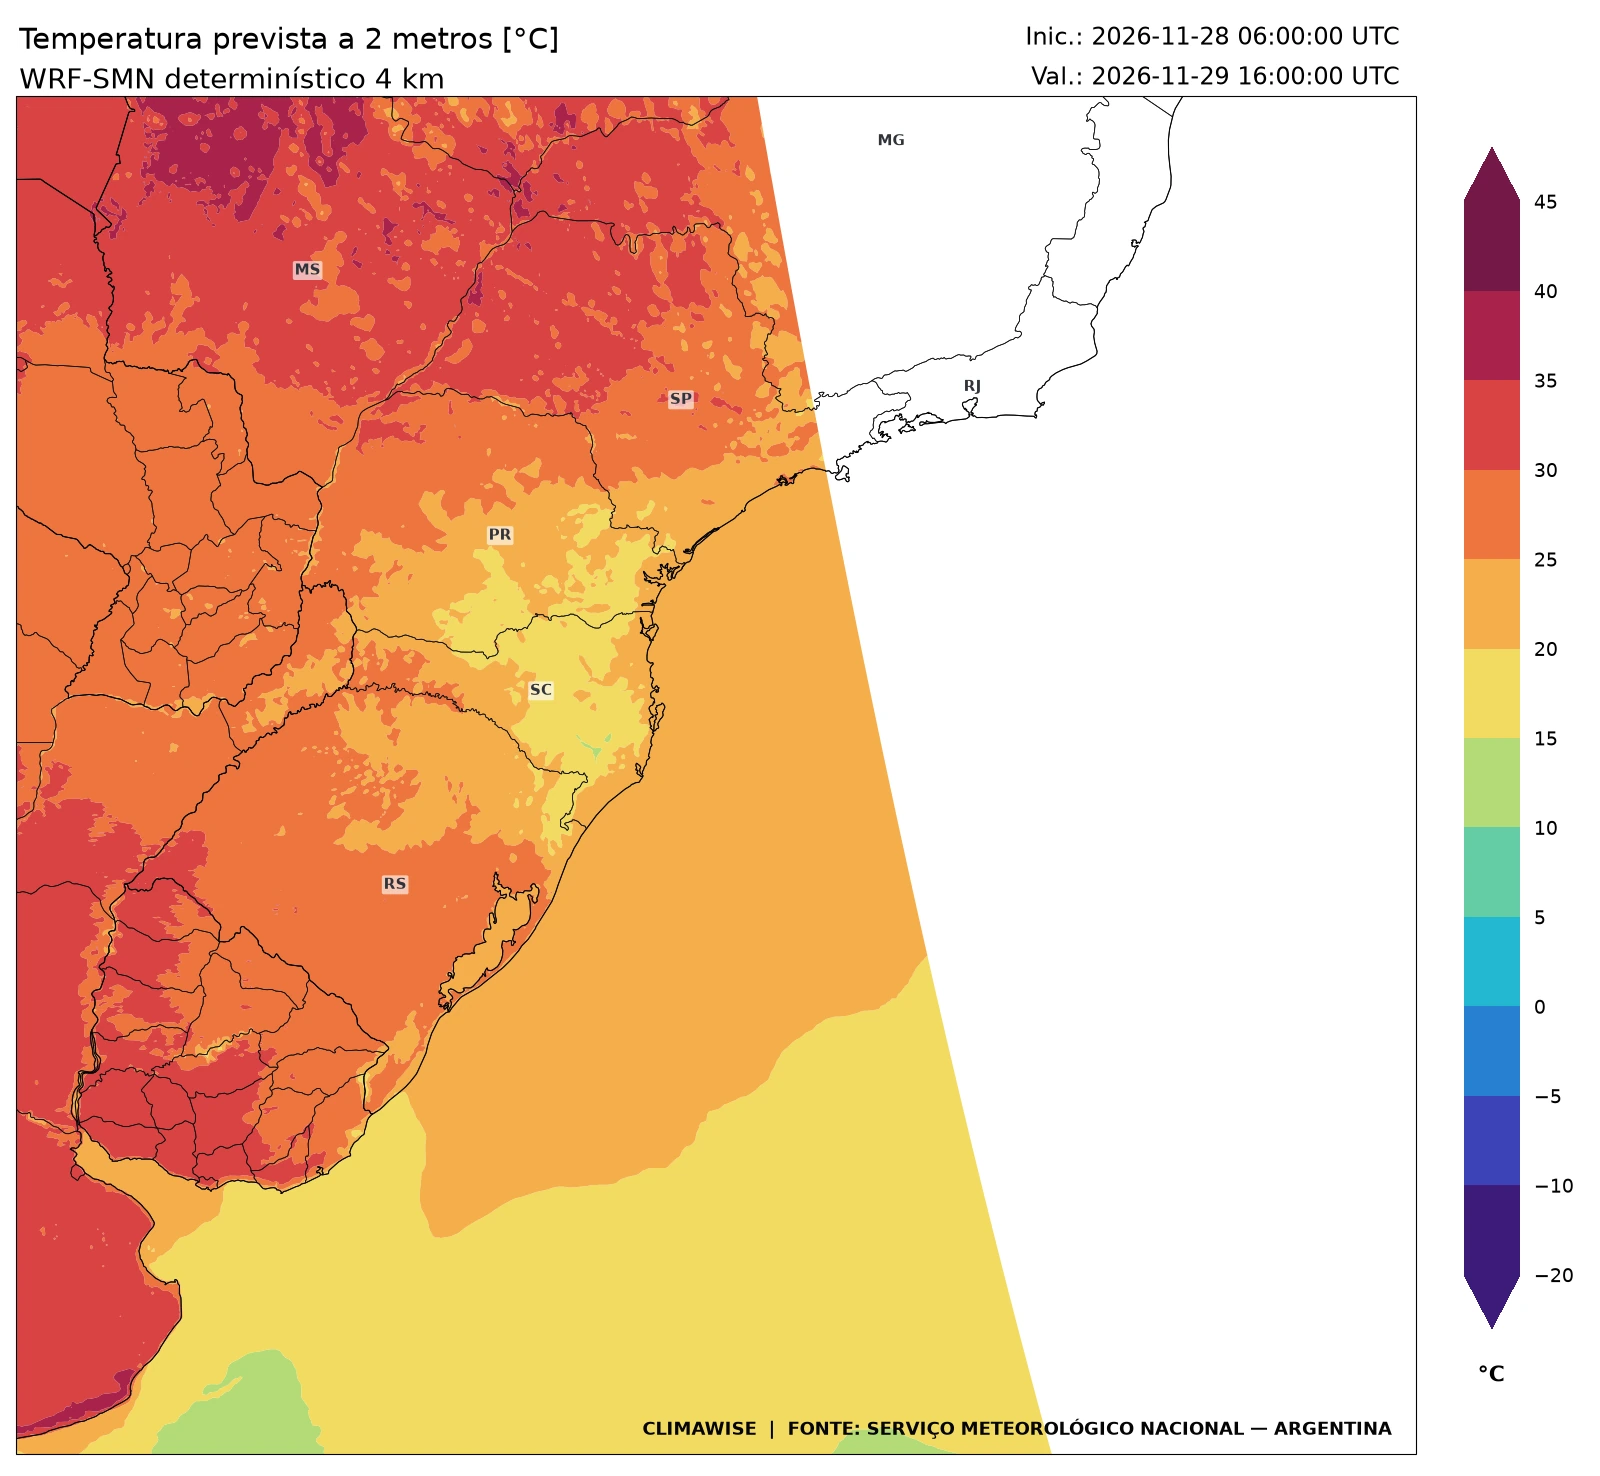 Temperatura prevista a 2 metros [°C]
WRF-SMN determinístico 4 km
Inic.: 2026-11-28 06:00:00 UTC
Val.: 2026-11-29 16:00:00 UTC
MG
MS
RJ
SP
PR
SC
RS
45
40
35
30
25
20
15
10
5
0
−5
−10
−20
°C
CLIMAWISE | FONTE: SERVIÇO METEOROLÓGICO NACIONAL — ARGENTINA